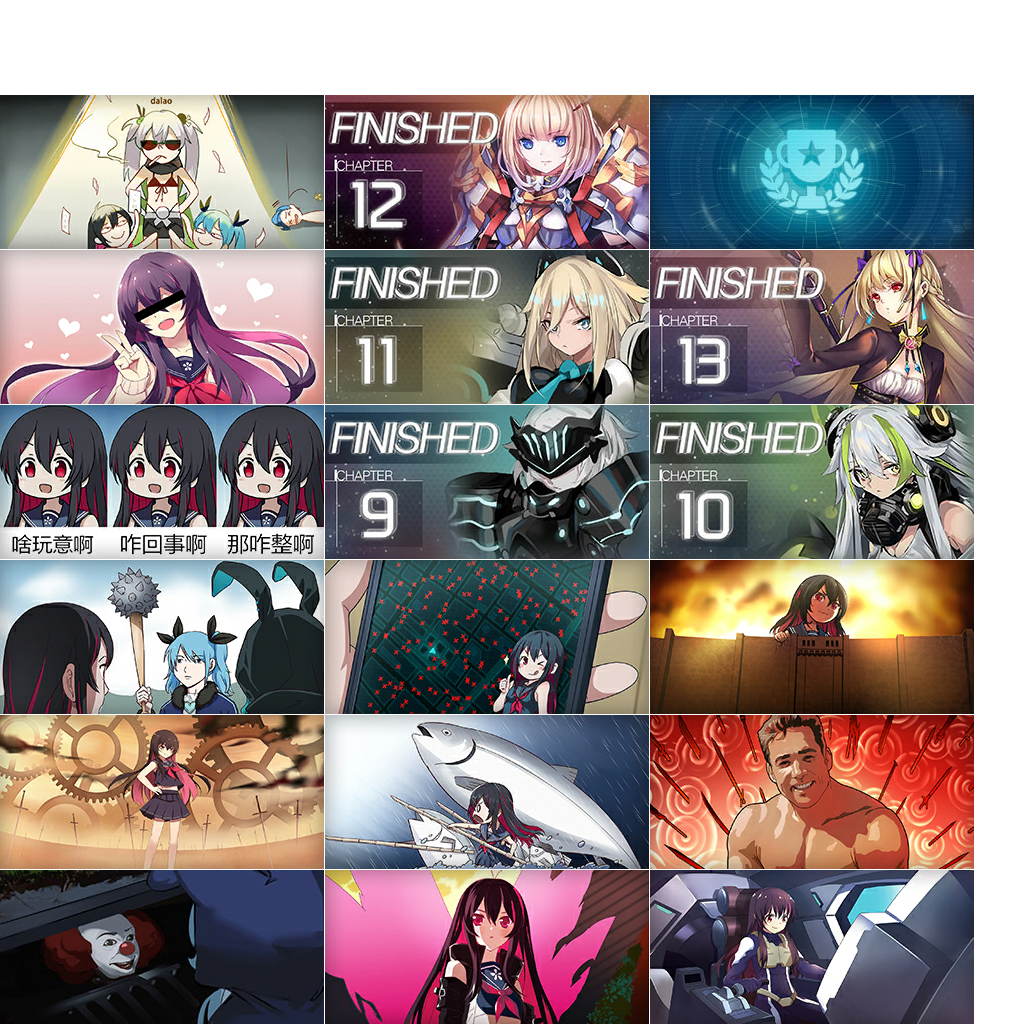 dalao
FINISHED
CHAPTER
12
FINISHED
CHAPTER
11
FINISHED
CHAPTER
13
啥玩意啊
咋回事啊
那咋整啊
FINISHED
CHAPTER
9
FINISHED
CHAPTER
10